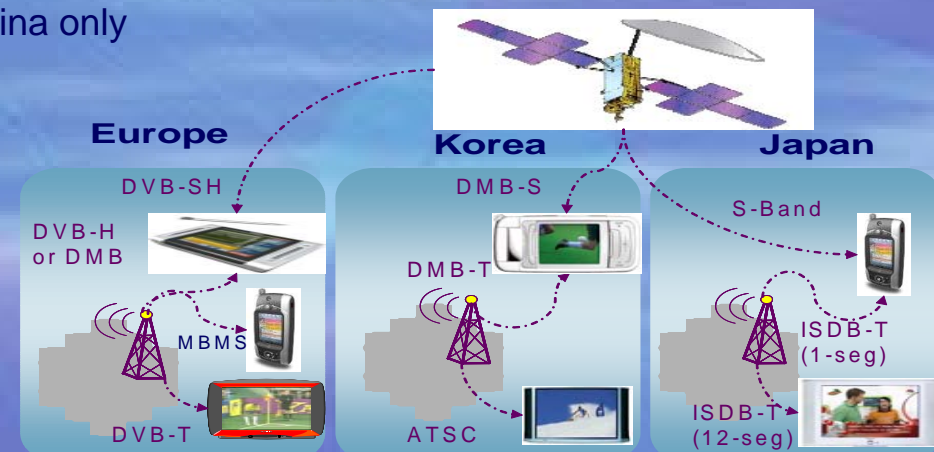 ina only
Europe
Korea
Japan
DVB-SH
DVB-H
or DMB
MBMS
DVB-T
DMB-S
DMB-T
ATSC
S-Band
ISDB-T
(1-seg)
ISDB-T
(12-seg)